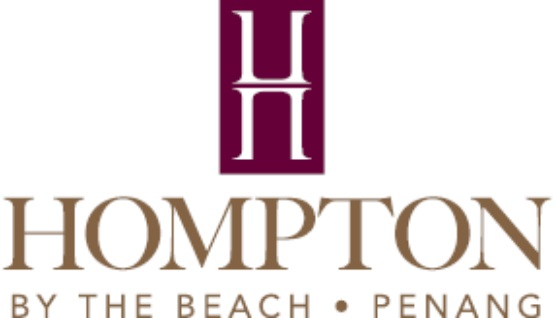 H
HOMPTON
BY THE BEACH • PENANG